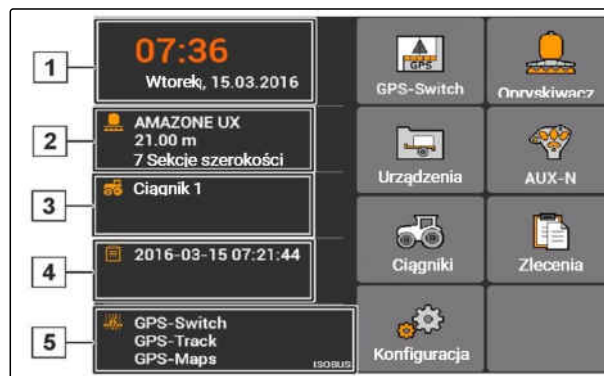 1
07:36
Wtorek, 15.03.2016
2
AMAZONE UX
21.00 m
7 Sekcje szerokości
3
Ciągnik 1
4
2016-03-15 07:21:44
5
GPS-Switch
GPS-Track
GPS-Maps
ISOBUS
GPS
GPS-Switch
Opryskiwacz
Urządzenia
AUX-N
Ciągniki
Zlecenia
Konfiguracja